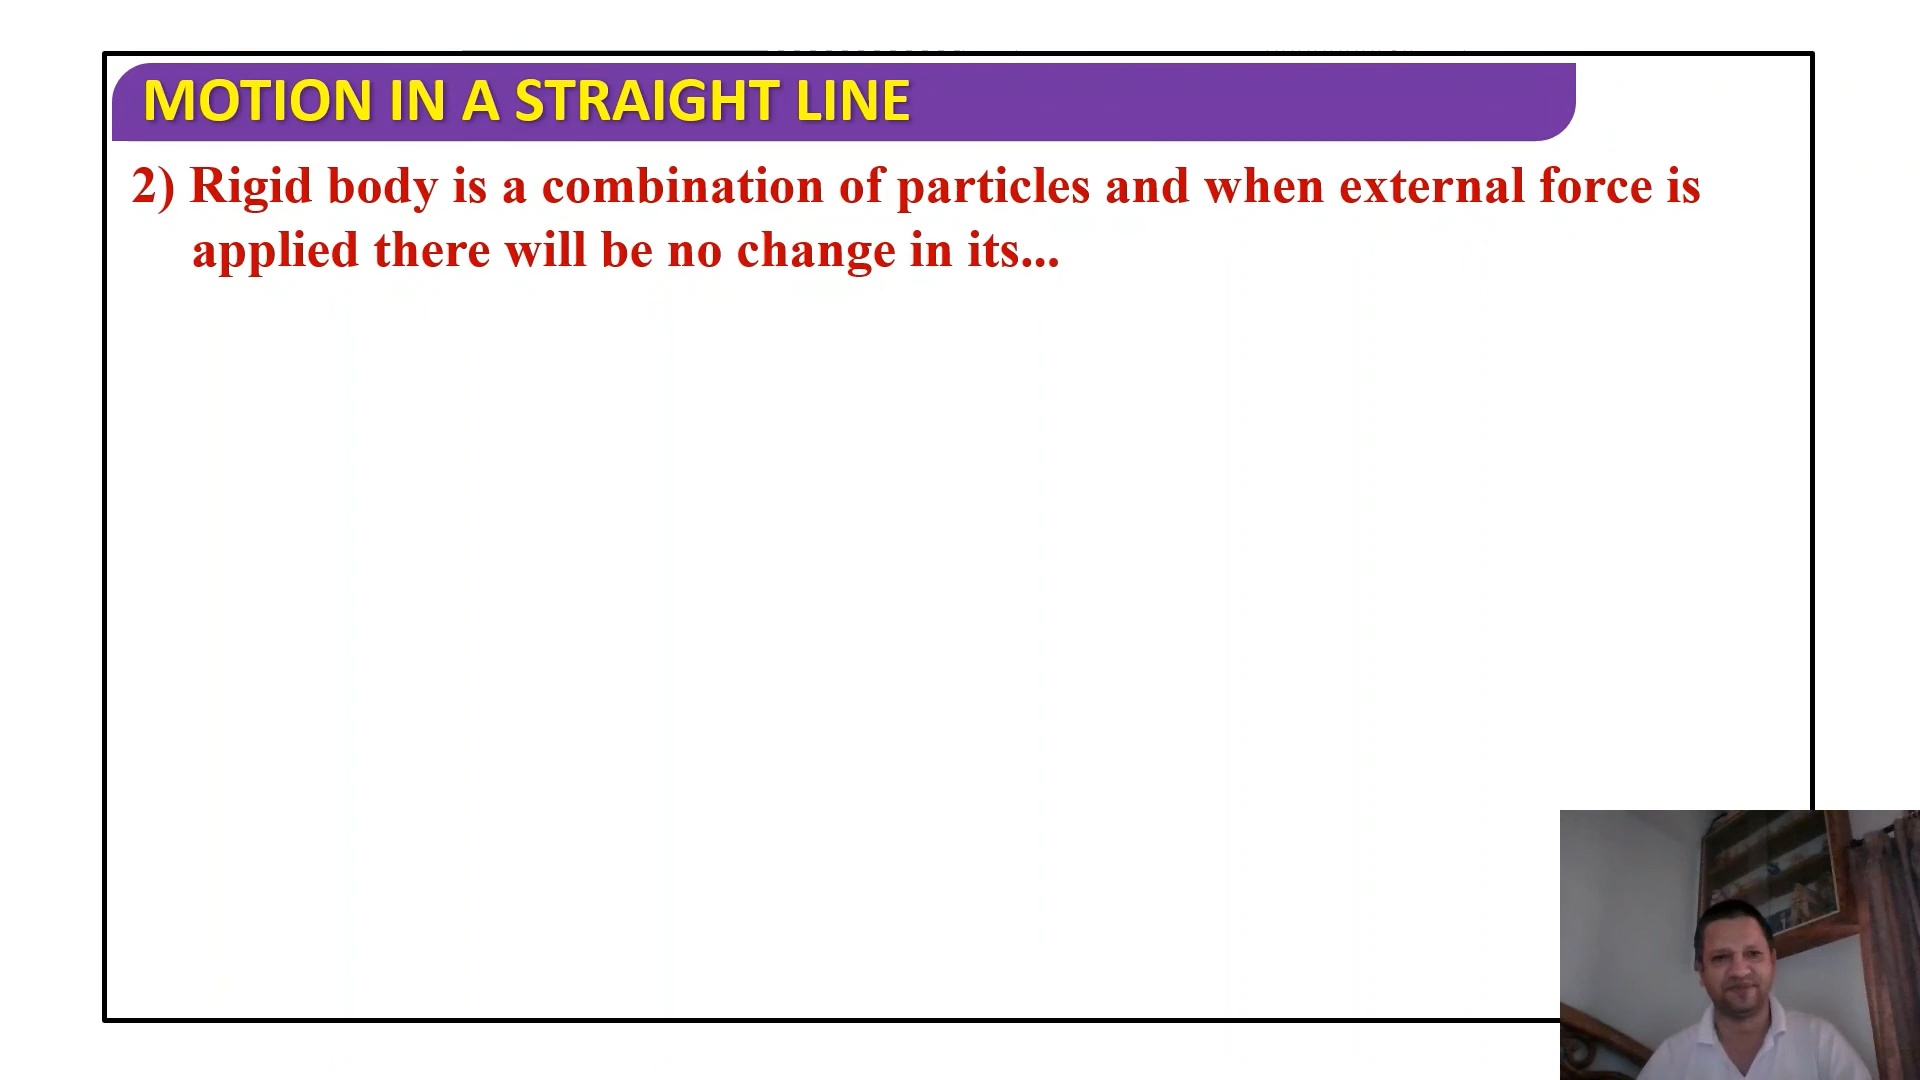 MOTION IN A STRAIGHT LINE
2) Rigid body is a combination of particles and when external force is
applied there will be no change in its...